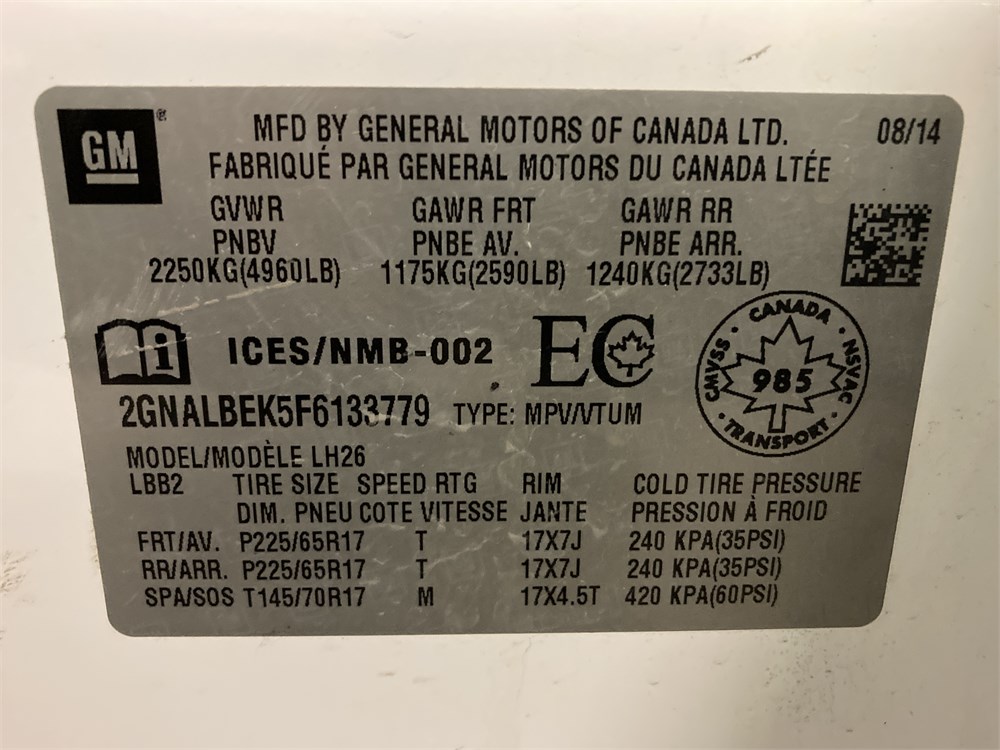 GM
MFD BY GENERAL MOTORS OF CANADA LTD. 08/14
FABRIQUÉ PAR GENERAL MOTORS DU CANADA LTÉE
GVWR GAWR FRT GAWR RR
PNBV PNBE AV. PNBE ARR.
2250KG(4960LB) 1175KG(2590LB) 1240KG(2733LB)
i ICES/NMB-002 EC
CANADA
CMVSS 985 NSVAC
TRANSPORT
2GNALBEK5F6133779 TYPE: MPV/VTUM
MODEL/MODÈLE LH26
LBB2 TIRE SIZE SPEED RTG RIM COLD TIRE PRESSURE
DIM. PNEU COTE VITESSE JANTE PRESSION À FROID
FRT/AV. P225/65R17 T 17X7J 240 KPA(35PSI)
RR/ARR. P225/65R17 T 17X7J 240 KPA(35PSI)
SPA/SOS T145/70R17 M 17X4.5T 420 KPA(60PSI)